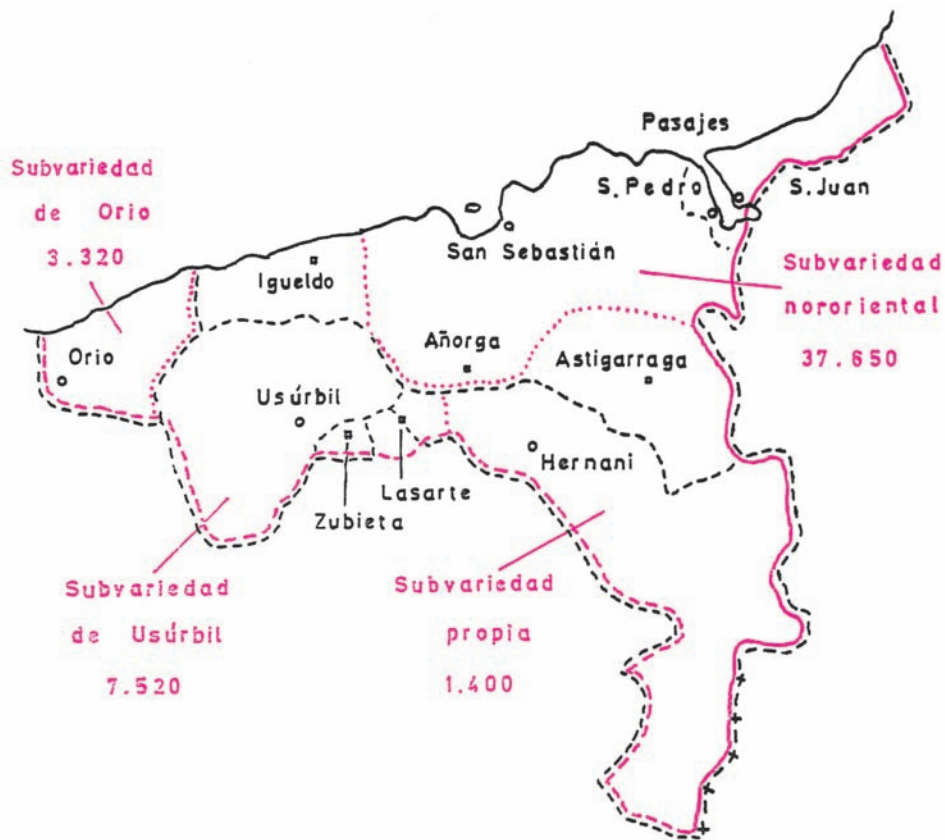 Pasajes
S. Pedro
S. Juan
Subvariedad
de Orio
3.320
San Sebastián
Igueldo
Subvariedad
nororiental
37.650
Orio
Añorga
Astigarraga
Usúrbil
Hernani
Lasarte
Zubieta
Subvariedad
de Usúrbil
7.520
Subvariedad
propia
1.400